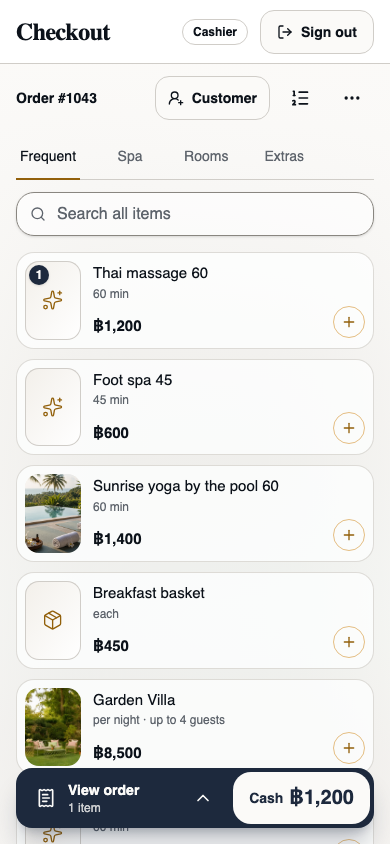 Checkout
Cashier
Sign out
Order #1043
Customer
Frequent
Spa
Rooms
Extras
Search all items
1
Thai massage 60
60 min
฿1,200
Foot spa 45
45 min
฿600
Sunrise yoga by the pool 60
60 min
฿1,400
Breakfast basket
each
฿450
Garden Villa
per night · up to 4 guests
฿8,500
View order
1 item
Cash ฿1,200
60 min